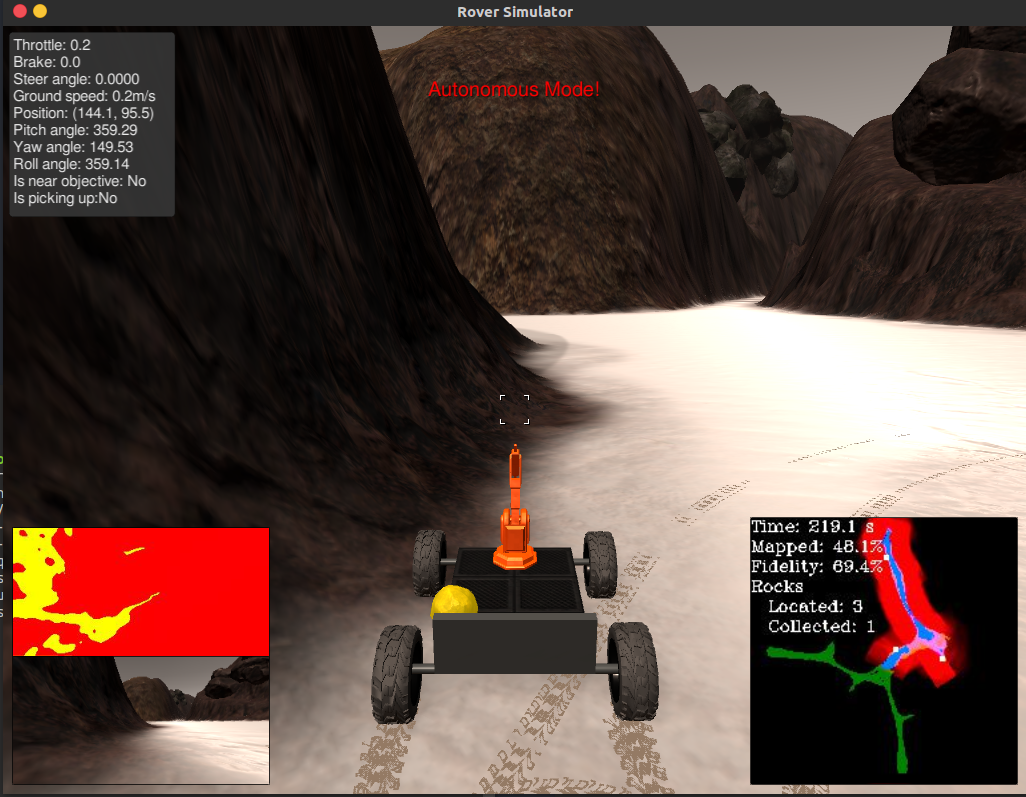 Rover Simulator
Throttle: 0.2
Brake: 0.0
Steer angle: 0.0000
Ground speed: 0.2m/s
Position: (144.1, 95.5)
Pitch angle: 359.29
Yaw angle: 149.53
Roll angle: 359.14
Is near objective: No
Is picking up:No
Autonomous Mode!
Time: 219.1 s
Mapped: 48.1%
Fidelity: 69.4%
Rocks
Located: 3
Collected: 1